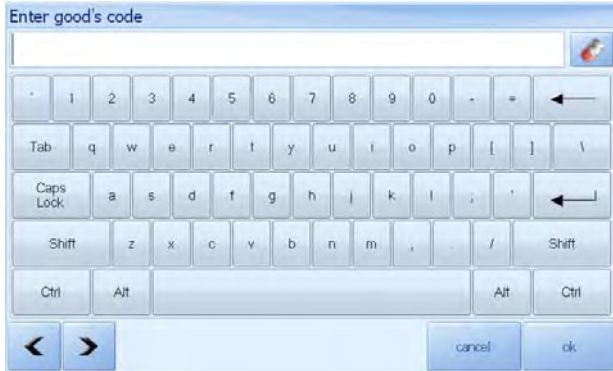 Enter good's code
` 1 2 3 4 5 6 7 8 9 0 - =
Tab q w e r t y u i o p [ ] \
Caps Lock a s d f g h j k l ; '
Shift z x c v b n m , . / Shift
Ctrl Alt Alt Ctrl
cancel ok